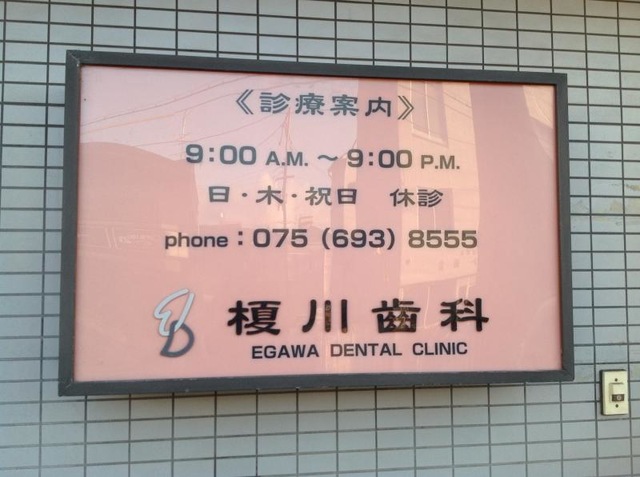 《診療案内》
9:00 A.M. ～ 9:00 P.M.
日・木・祝日　休診
phone : 075 (693) 8555
榎川歯科
EGAWA DENTAL CLINIC